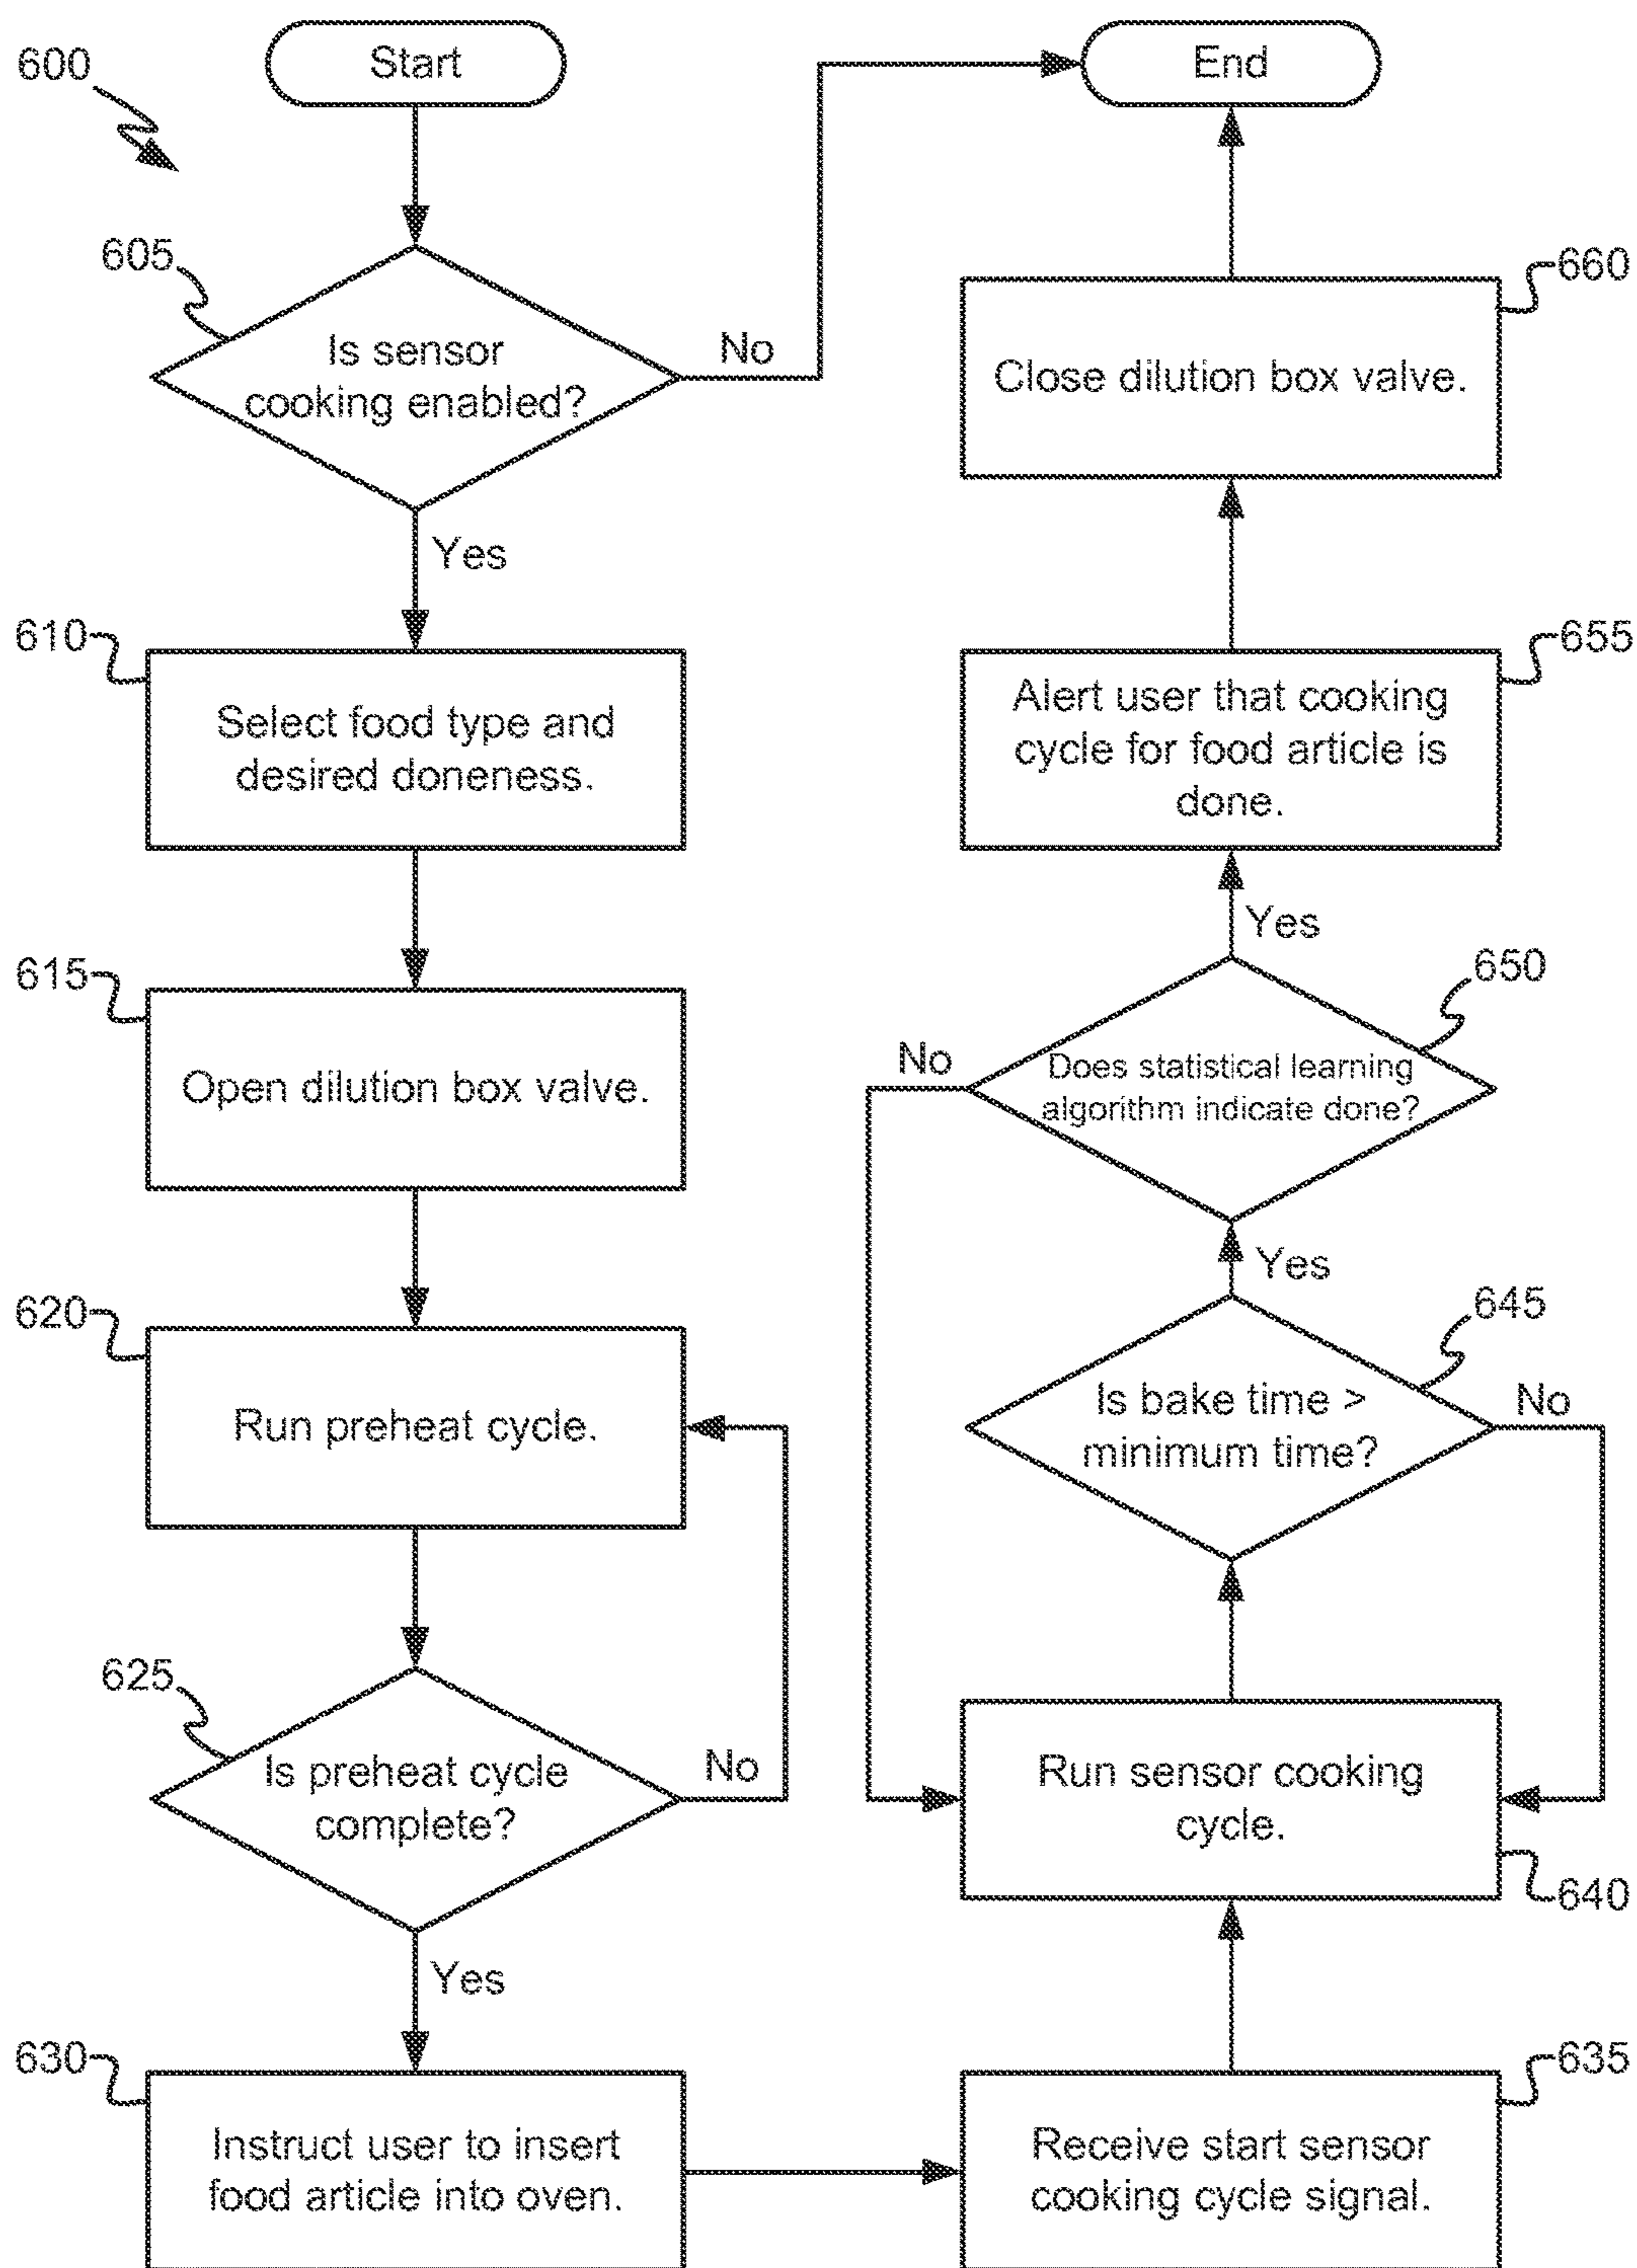 600
Start
605
Is sensor
cooking enabled?
No
Yes
610
Select food type and
desired doneness.
615
Open dilution box valve.
620
Run preheat cycle.
625
Is preheat cycle
complete?
No
Yes
630
Instruct user to insert
food article into oven.
635
Receive start sensor
cooking cycle signal.
640
Run sensor cooking
cycle.
645
Is bake time >
minimum time?
No
Yes
650
Does statistical learning
algorithm indicate done?
No
Yes
655
Alert user that cooking
cycle for food article is
done.
660
Close dilution box valve.
End